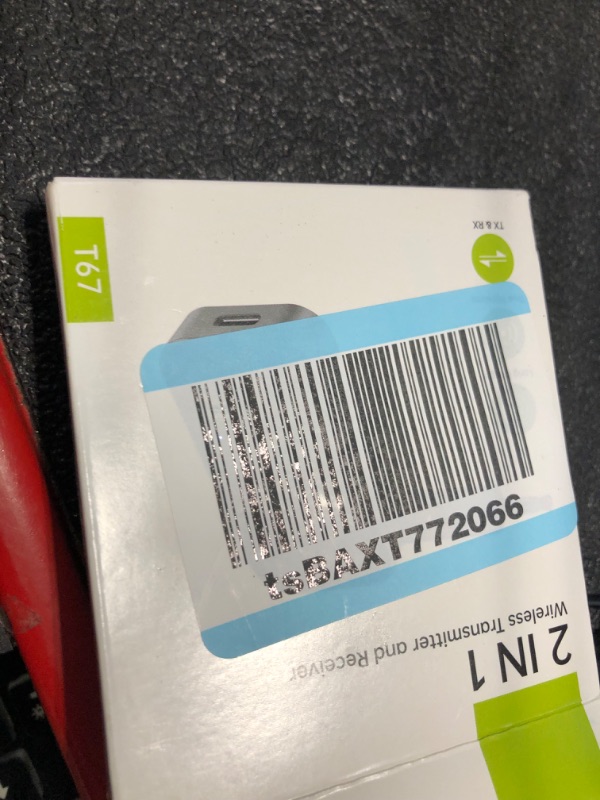 T67
TX & RX
tsBAXT772066
2 IN 1
Wireless Transmitter and Receiver